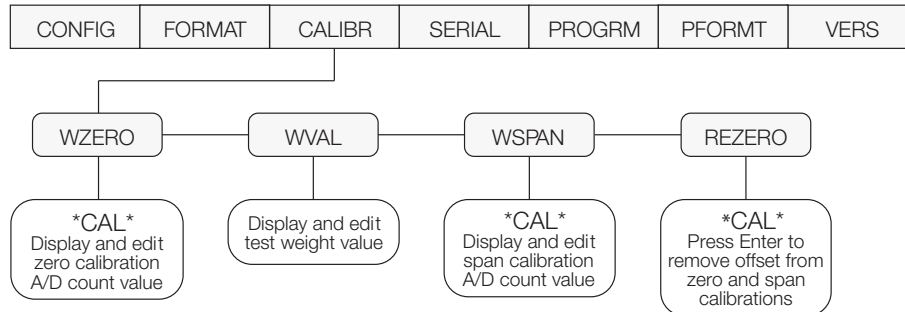 CONFIG FORMAT CALIBR SERIAL PROGRM PFORMT VERS
WZERO WVAL WSPAN REZERO
*CAL*
Display and edit
zero calibration
A/D count value
Display and edit
test weight value
*CAL*
Display and edit
span calibration
A/D count value
*CAL*
Press Enter to
remove offset from
zero and span
calibrations